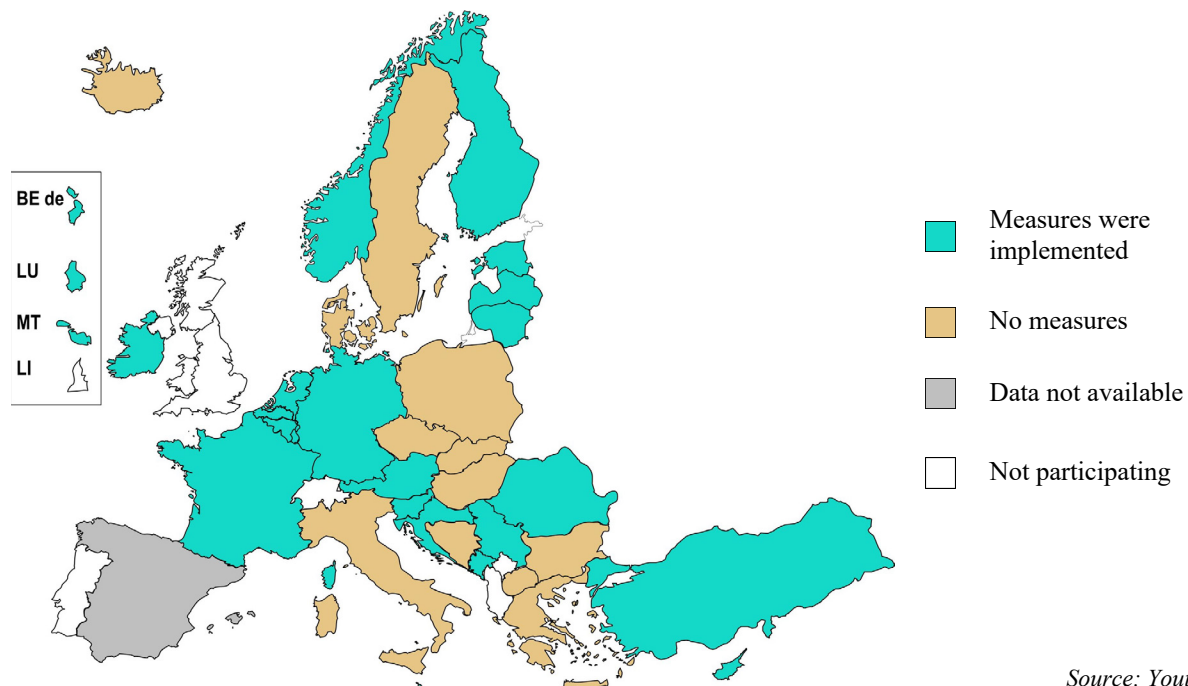 BE de
LU
MT
LI
Measures were
implemented
No measures
Data not available
Not participating
Source: